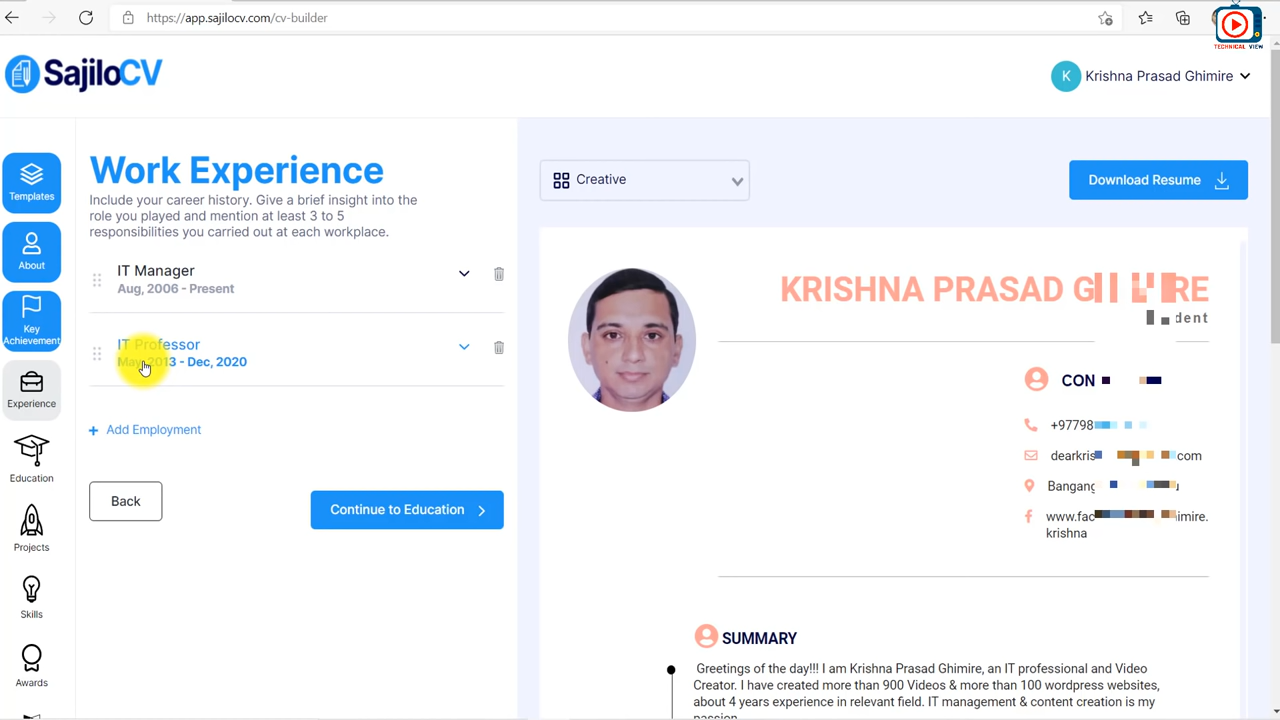 https://app.sajilocv.com/cv-builder
TECHNICAL VIEW
SajiloCV
K Krishna Prasad Ghimire
Templates
About
Key
Achievement
Experience
Education
Projects
Skills
Awards
Work Experience
Include your career history. Give a brief insight into the
role you played and mention at least 3 to 5
responsibilities you carried out at each workplace.
IT Manager
Aug, 2006 - Present
IT Professor
May, 2013 - Dec, 2020
+ Add Employment
Back
Continue to Education
Creative
Download Resume
KRISHNA PRASAD
CON
+97798
dearkris com
Bangang
www.fac himire.
krishna
SUMMARY
Greetings of the day!!! I am Krishna Prasad Ghimire, an IT professional and Video
Creator. I have created more than 900 Videos & more than 100 wordpress websites,
about 4 years experience in relevant field. IT management & content creation is my
passion